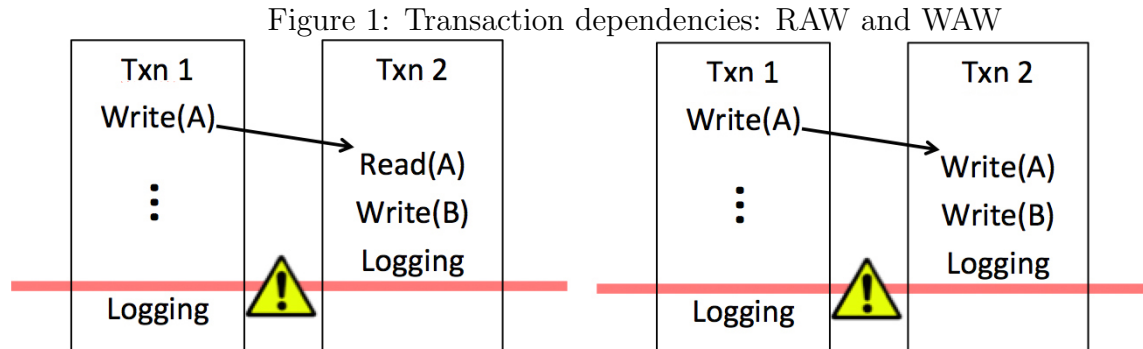 Figure 1: Transaction dependencies: RAW and WAW
Txn 1
Write(A)
⋮
Logging
Txn 2
Read(A)
Write(B)
Logging
Txn 1
Write(A)
⋮
Logging
Txn 2
Write(A)
Write(B)
Logging